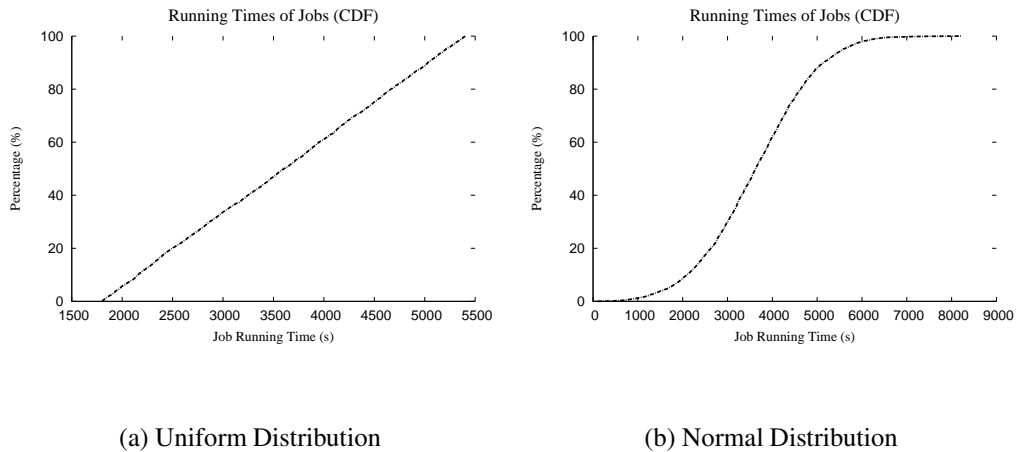 Running Times of Jobs (CDF)
100
80
60
40
20
0
Percentage (%)
1500 2000 2500 3000 3500 4000 4500 5000 5500
Job Running Time (s)
(a) Uniform Distribution
Running Times of Jobs (CDF)
100
80
60
40
20
0
Percentage (%)
0 1000 2000 3000 4000 5000 6000 7000 8000 9000
Job Running Time (s)
(b) Normal Distribution